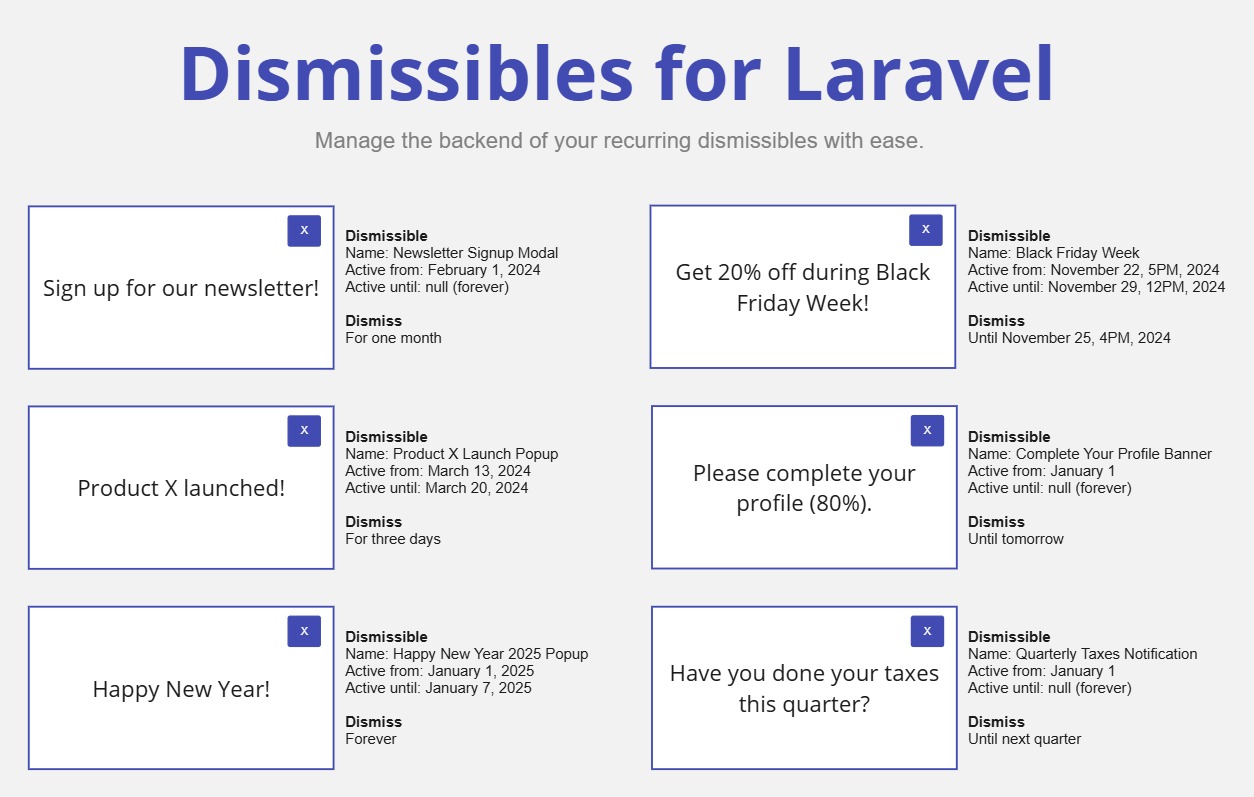 Dismissibles for Laravel
Manage the backend of your recurring dismissibles with ease.
x
Sign up for our newsletter!
Dismissible
Name: Newsletter Signup Modal
Active from: February 1, 2024
Active until: null (forever)
Dismiss
For one month
x
Get 20% off during Black
Friday Week!
Dismissible
Name: Black Friday Week
Active from: November 22, 5PM, 2024
Active until: November 29, 12PM, 2024
Dismiss
Until November 25, 4PM, 2024
x
Product X launched!
Dismissible
Name: Product X Launch Popup
Active from: March 13, 2024
Active until: March 20, 2024
Dismiss
For three days
x
Please complete your
profile (80%).
Dismissible
Name: Complete Your Profile Banner
Active from: January 1
Active until: null (forever)
Dismiss
Until tomorrow
x
Happy New Year!
Dismissible
Name: Happy New Year 2025 Popup
Active from: January 1, 2025
Active until: January 7, 2025
Dismiss
Forever
x
Have you done your taxes
this quarter?
Dismissible
Name: Quarterly Taxes Notification
Active from: January 1
Active until: null (forever)
Dismiss
Until next quarter